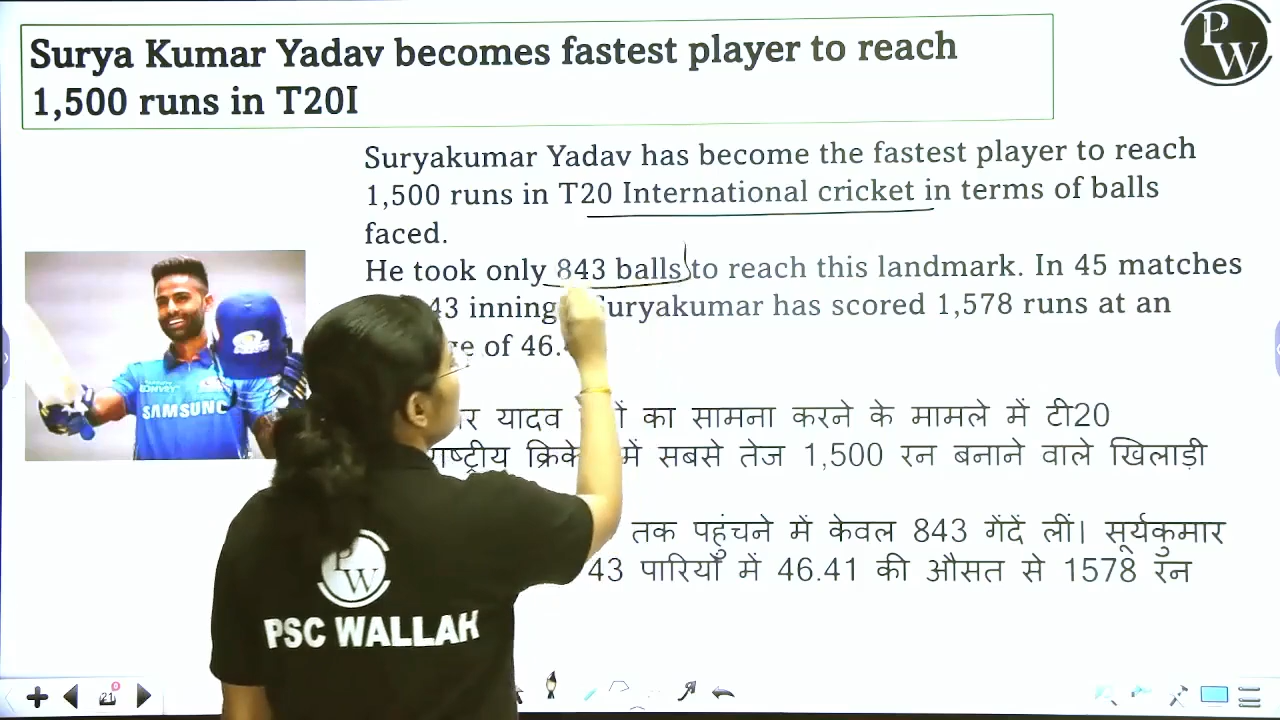 Surya Kumar Yadav becomes fastest player to reach
1,500 runs in T20I
PW
Suryakumar Yadav has become the fastest player to reach
1,500 runs in T20 International cricket in terms of balls
faced.
He took only 843 balls to reach this landmark. In 45 matches
43 inning Suryakumar has scored 1,578 runs at an
of 46.
SAMSUNG
यादव का सामना करने के मामले में टी20
में सबसे तेज 1,500 रन बनाने वाले खिलाड़ी
तक पहुंचने में केवल 843 गेंदें लीं। सूर्यकुमार
43 पारियों में 46.41 की औसत से 1578 रन
PW
PSC WALLAH
21